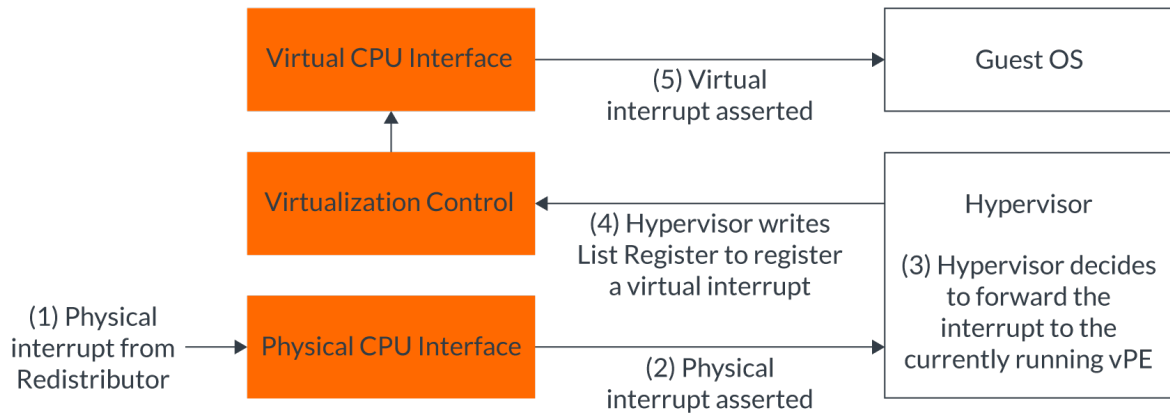 Virtual CPU Interface
(5) Virtual
interrupt asserted
Guest OS
Virtualization Control
(4) Hypervisor writes
List Register to register
a virtual interrupt
Hypervisor
(3) Hypervisor decides
to forward the
interrupt to the
currently running vPE
(1) Physical
interrupt from
Redistributor
Physical CPU Interface
(2) Physical
interrupt asserted